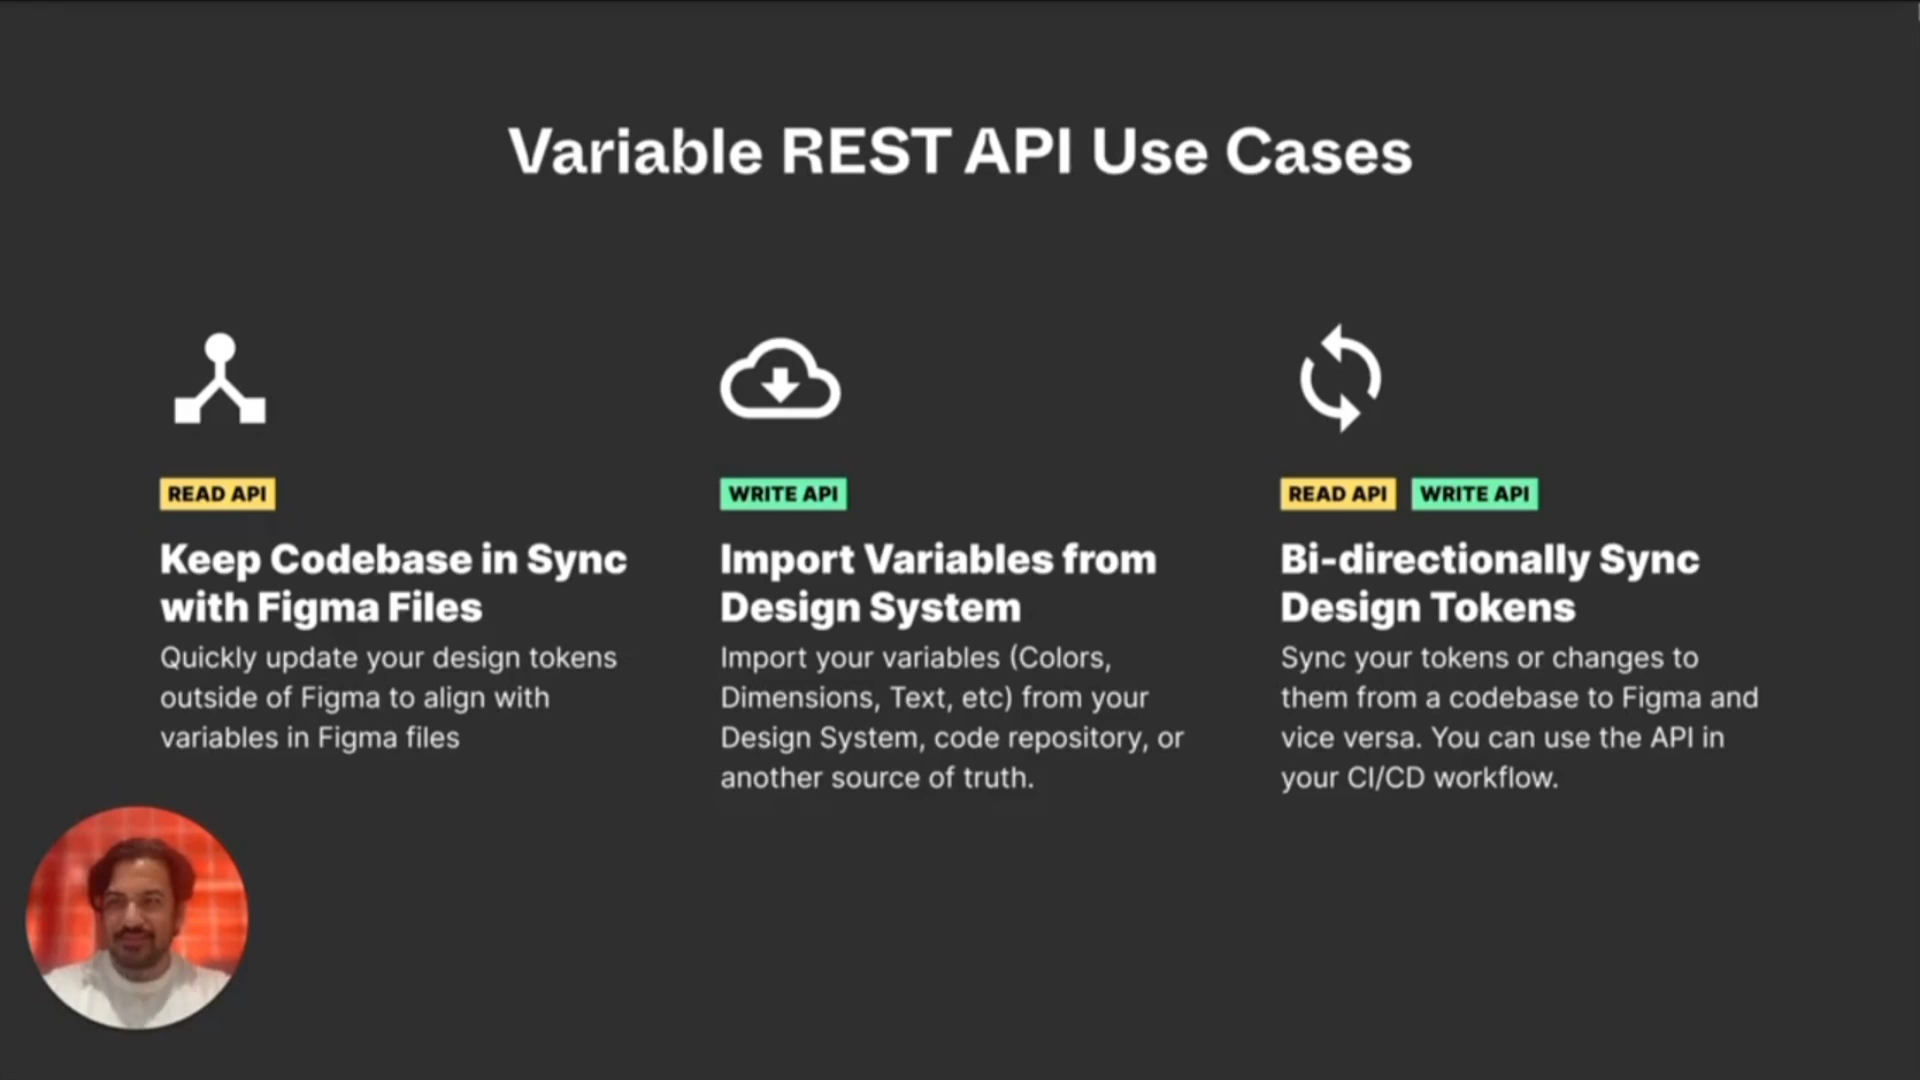 Variable REST API Use Cases
READ API
Keep Codebase in Sync
with Figma Files
Quickly update your design tokens
outside of Figma to align with
variables in Figma files
WRITE API
Import Variables from
Design System
Import your variables (Colors,
Dimensions, Text, etc) from your
Design System, code repository, or
another source of truth.
READ API WRITE API
Bi-directionally Sync
Design Tokens
Sync your tokens or changes to
them from a codebase to Figma and
vice versa. You can use the API in
your CI/CD workflow.